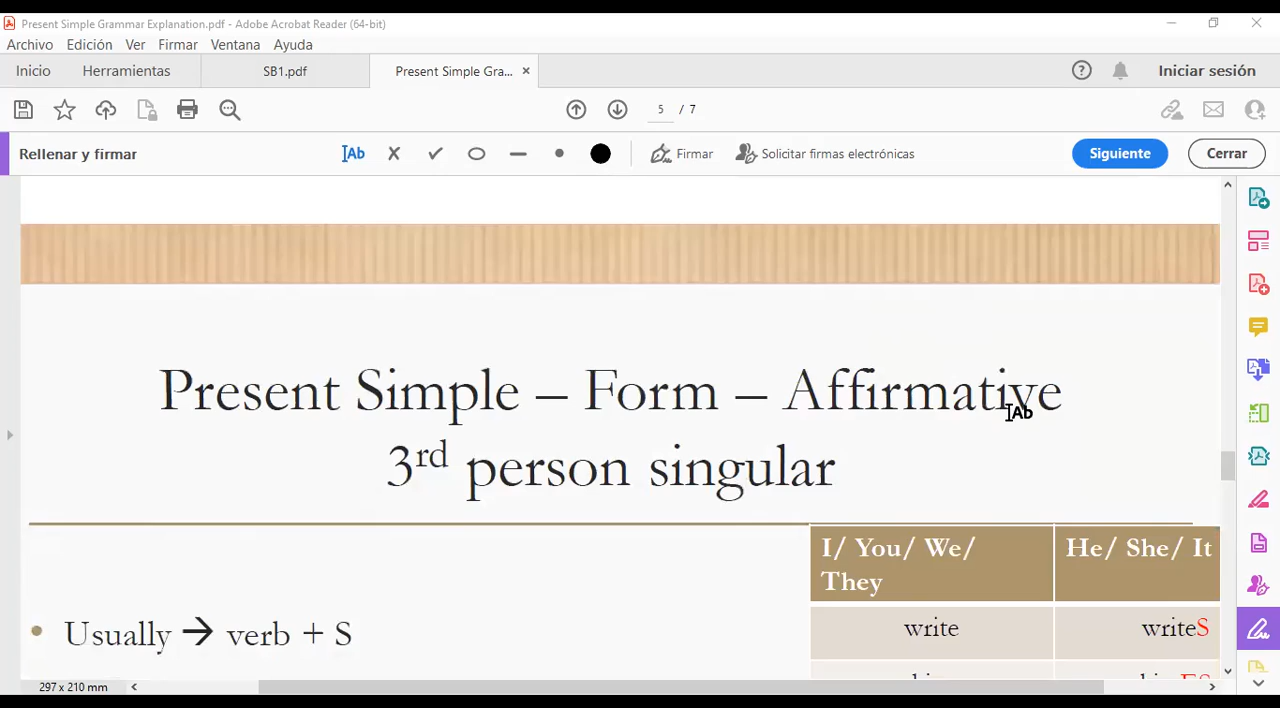 Present Simple Grammar Explanation.pdf - Adobe Acrobat Reader (64-bit)
Archivo Edición Ver Firmar Ventana Ayuda
Inicio Herramientas SB1.pdf Present Simple Gra... × Iniciar sesión
5 / 7
Rellenar y firmar Ab Firmar Solicitar firmas electrónicas Siguiente Cerrar
Present Simple – Form – Affirmative
Ab
3rd person singular
I/ You/ We/ They He/ She/ It
• Usually → verb + S
write writeS
297 x 210 mm